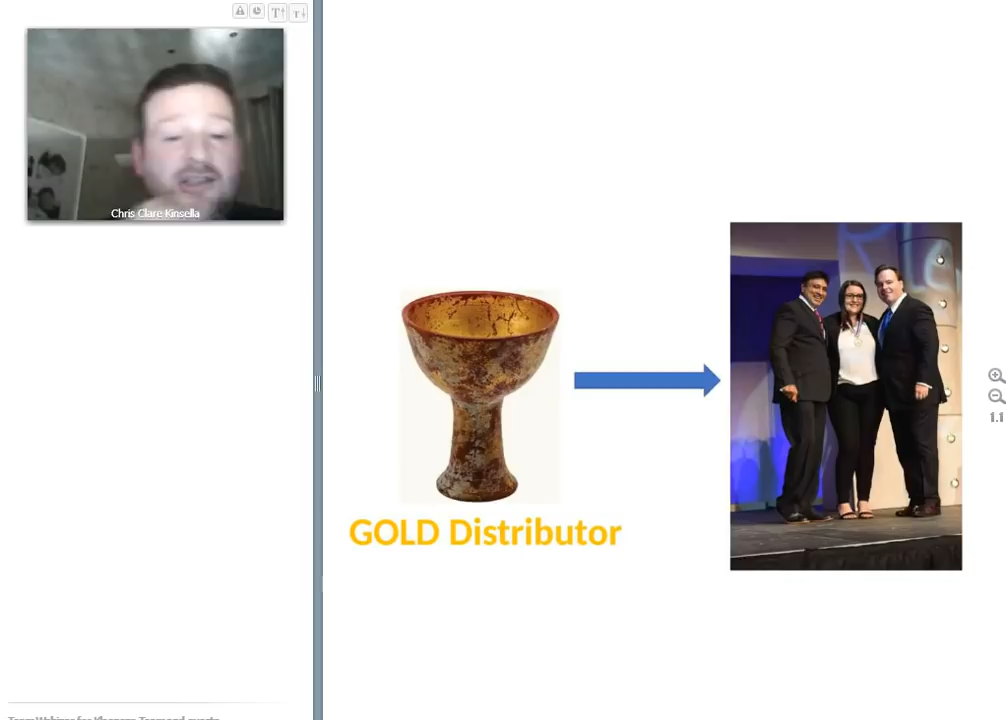 T↑ T↓
Chris Clare Kinsella
GOLD Distributor
1.1